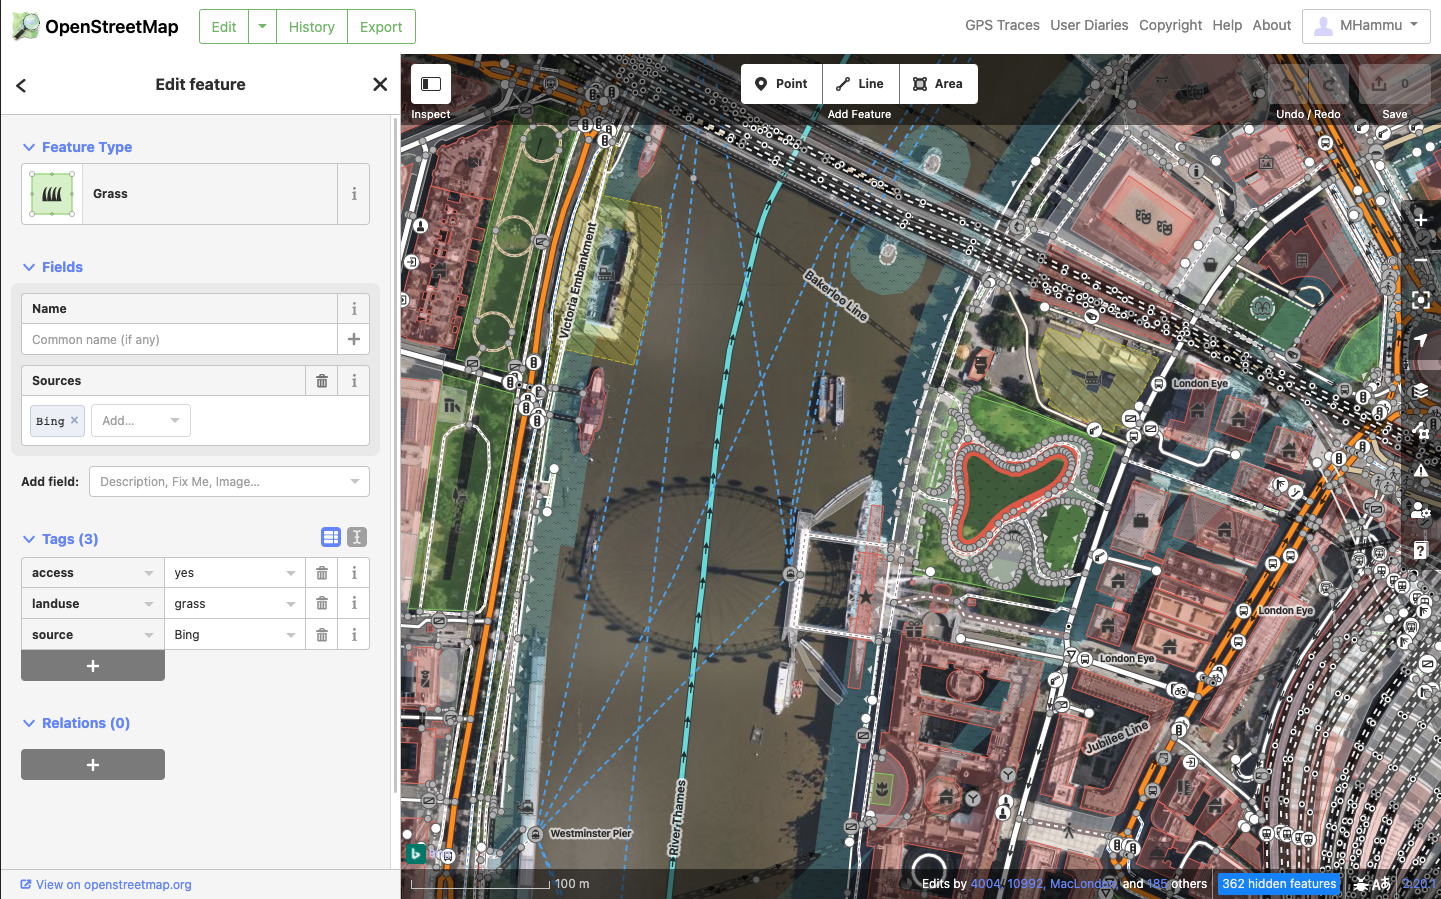 OpenStreetMap
Edit
History
Export
GPS Traces
User Diaries
Copyright
Help
About
MHammu
Edit feature
Inspect
Point
Line
Area
Add Feature
Undo / Redo
0
Save
Feature Type
Grass
Fields
Name
Common name (if any)
Sources
Bing
Add...
Add field:
Description, Fix Me, Image...
Tags (3)
access
yes
landuse
grass
source
Bing
Relations (0)
View on openstreetmap.org
Victoria Embankment
Bakerloo Line
London Eye
London Eye
London Eye
Jubilee Line
River Thames
Westminster Pier
100 m
Edits by 4004, 10992, MacLondon, and 185 others
362 hidden features
2.20.1